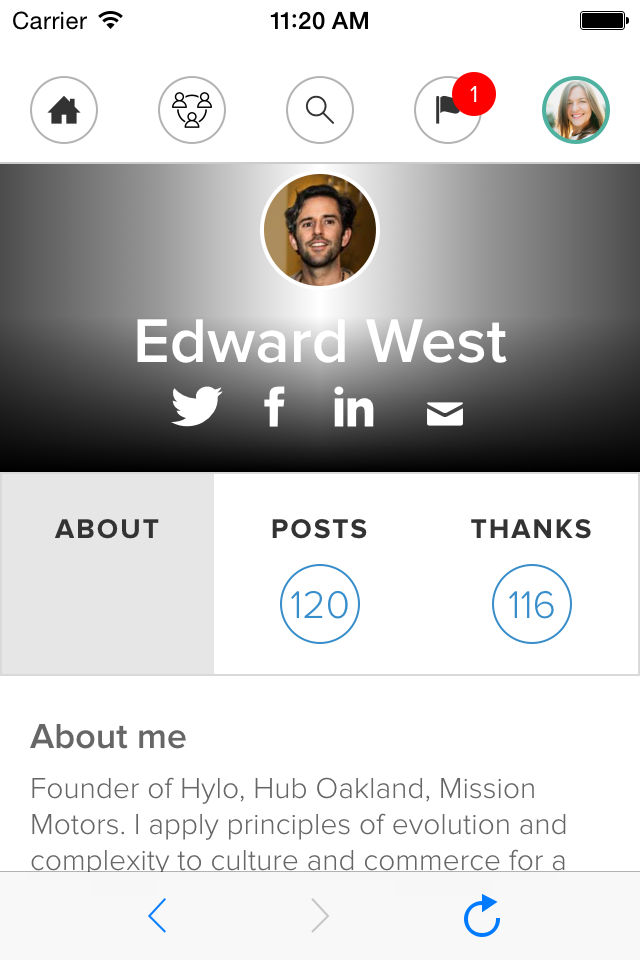 Carrier 11:20 AM
1
Edward West
ABOUT POSTS THANKS
120 116
About me
Founder of Hylo, Hub Oakland, Mission
Motors. I apply principles of evolution and
complexity to culture and commerce for a